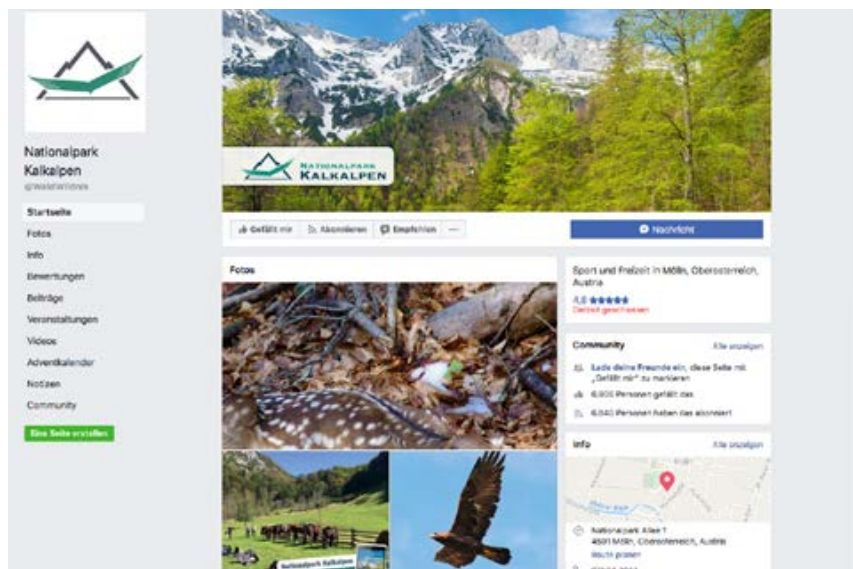 Nationalpark
Kalkalpen
Startseite
Fotos
Info
Bewertungen
Beiträge
Veranstaltungen
Videos
Adventkalender
Notizen
Community
Eine Seite erstellen
NATIONALPARK
KALKALPEN
Gefällt mir Abonnieren Empfehlen ...
Nachricht
Fotos
Nationalpark Kalkalpen
Sport und Freizeit in Molln, Oberösterreich,
Austria
4,8
Derzeit geschlossen
Community Alle anzeigen
Lade deine Freunde ein, diese Seite mit
„Gefällt mir“ zu markieren
Personen gefällt das
Personen haben das abonniert
Info Alle anzeigen
Nationalpark Allee 1
4591 Molln, Oberösterreich, Austria
Route planen